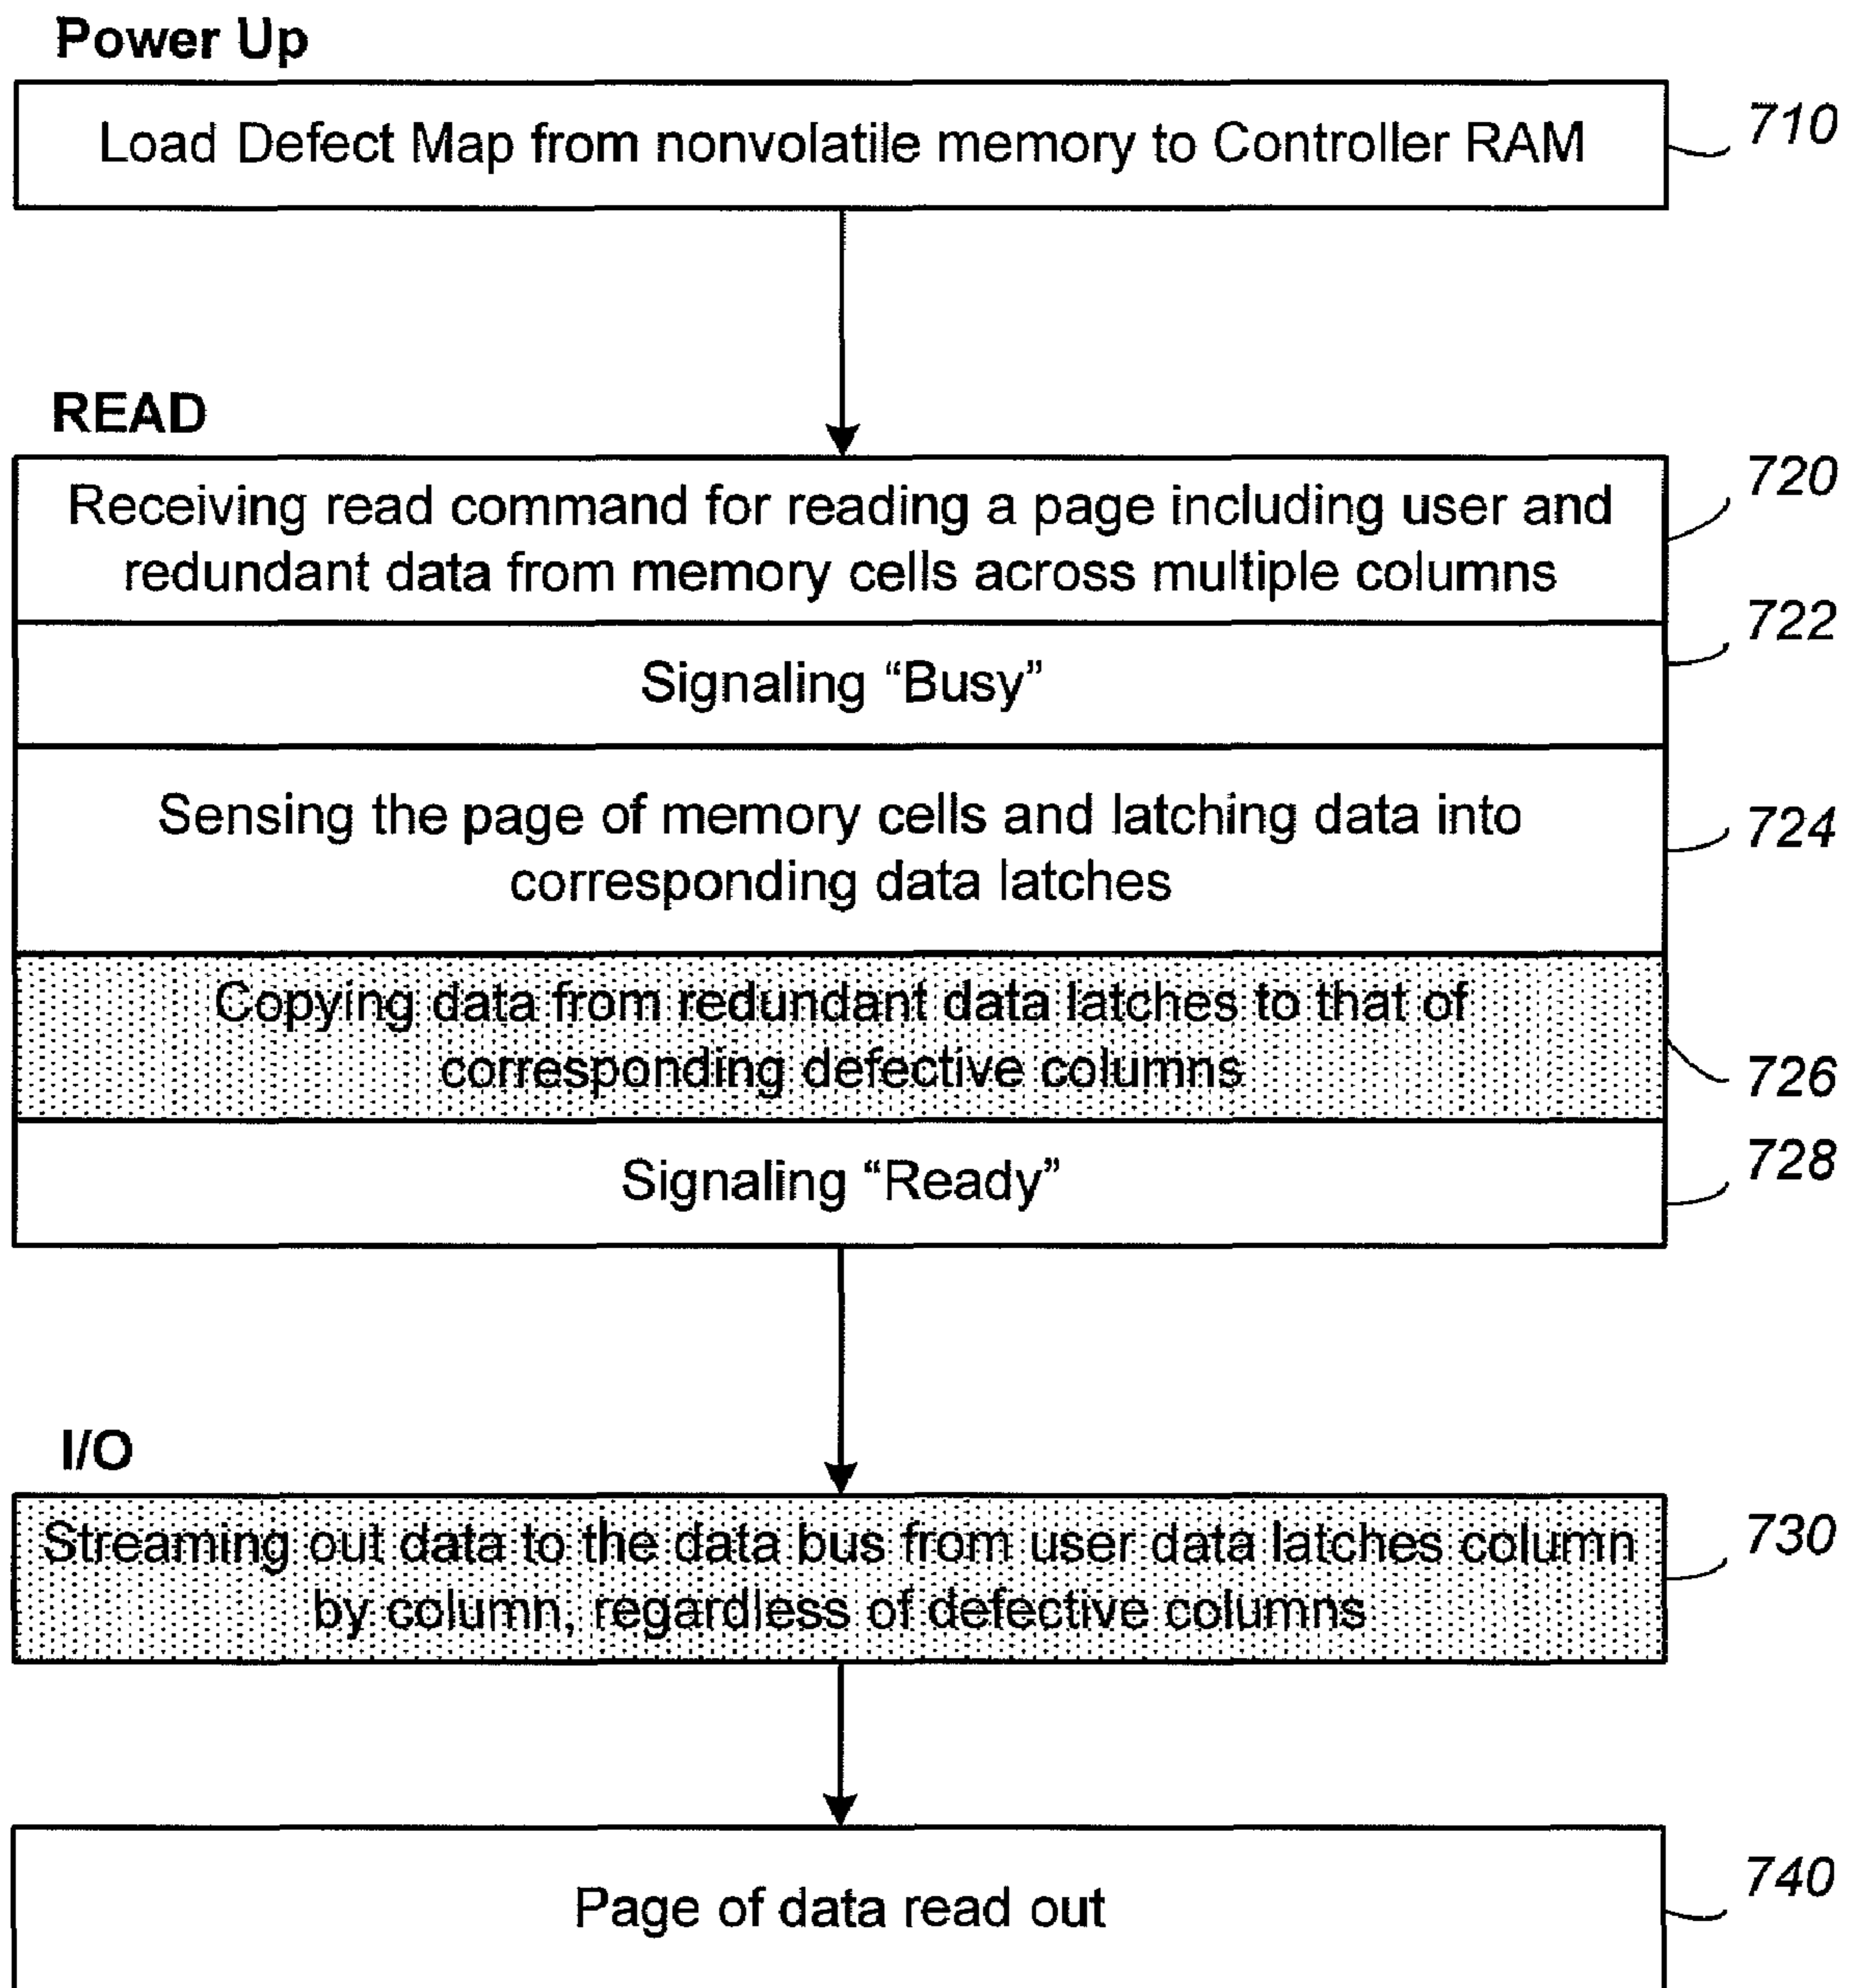 Power Up
Load Defect Map from nonvolatile memory to Controller RAM
710
READ
Receiving read command for reading a page including user and
redundant data from memory cells across multiple columns
720
Signaling “Busy”
722
Sensing the page of memory cells and latching data into
corresponding data latches
724
Copying data from redundant data latches to that of
corresponding defective columns
726
Signaling “Ready”
728
I/O
Streaming out data to the data bus from user data latches column
by column, regardless of defective columns
730
Page of data read out
740